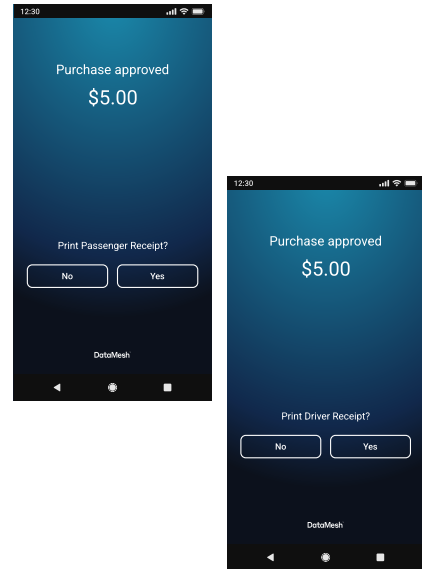 12:30
Purchase approved
$5.00
Print Passenger Receipt?
No
Yes
DataMesh
12:30
Purchase approved
$5.00
Print Driver Receipt?
No
Yes
DataMesh